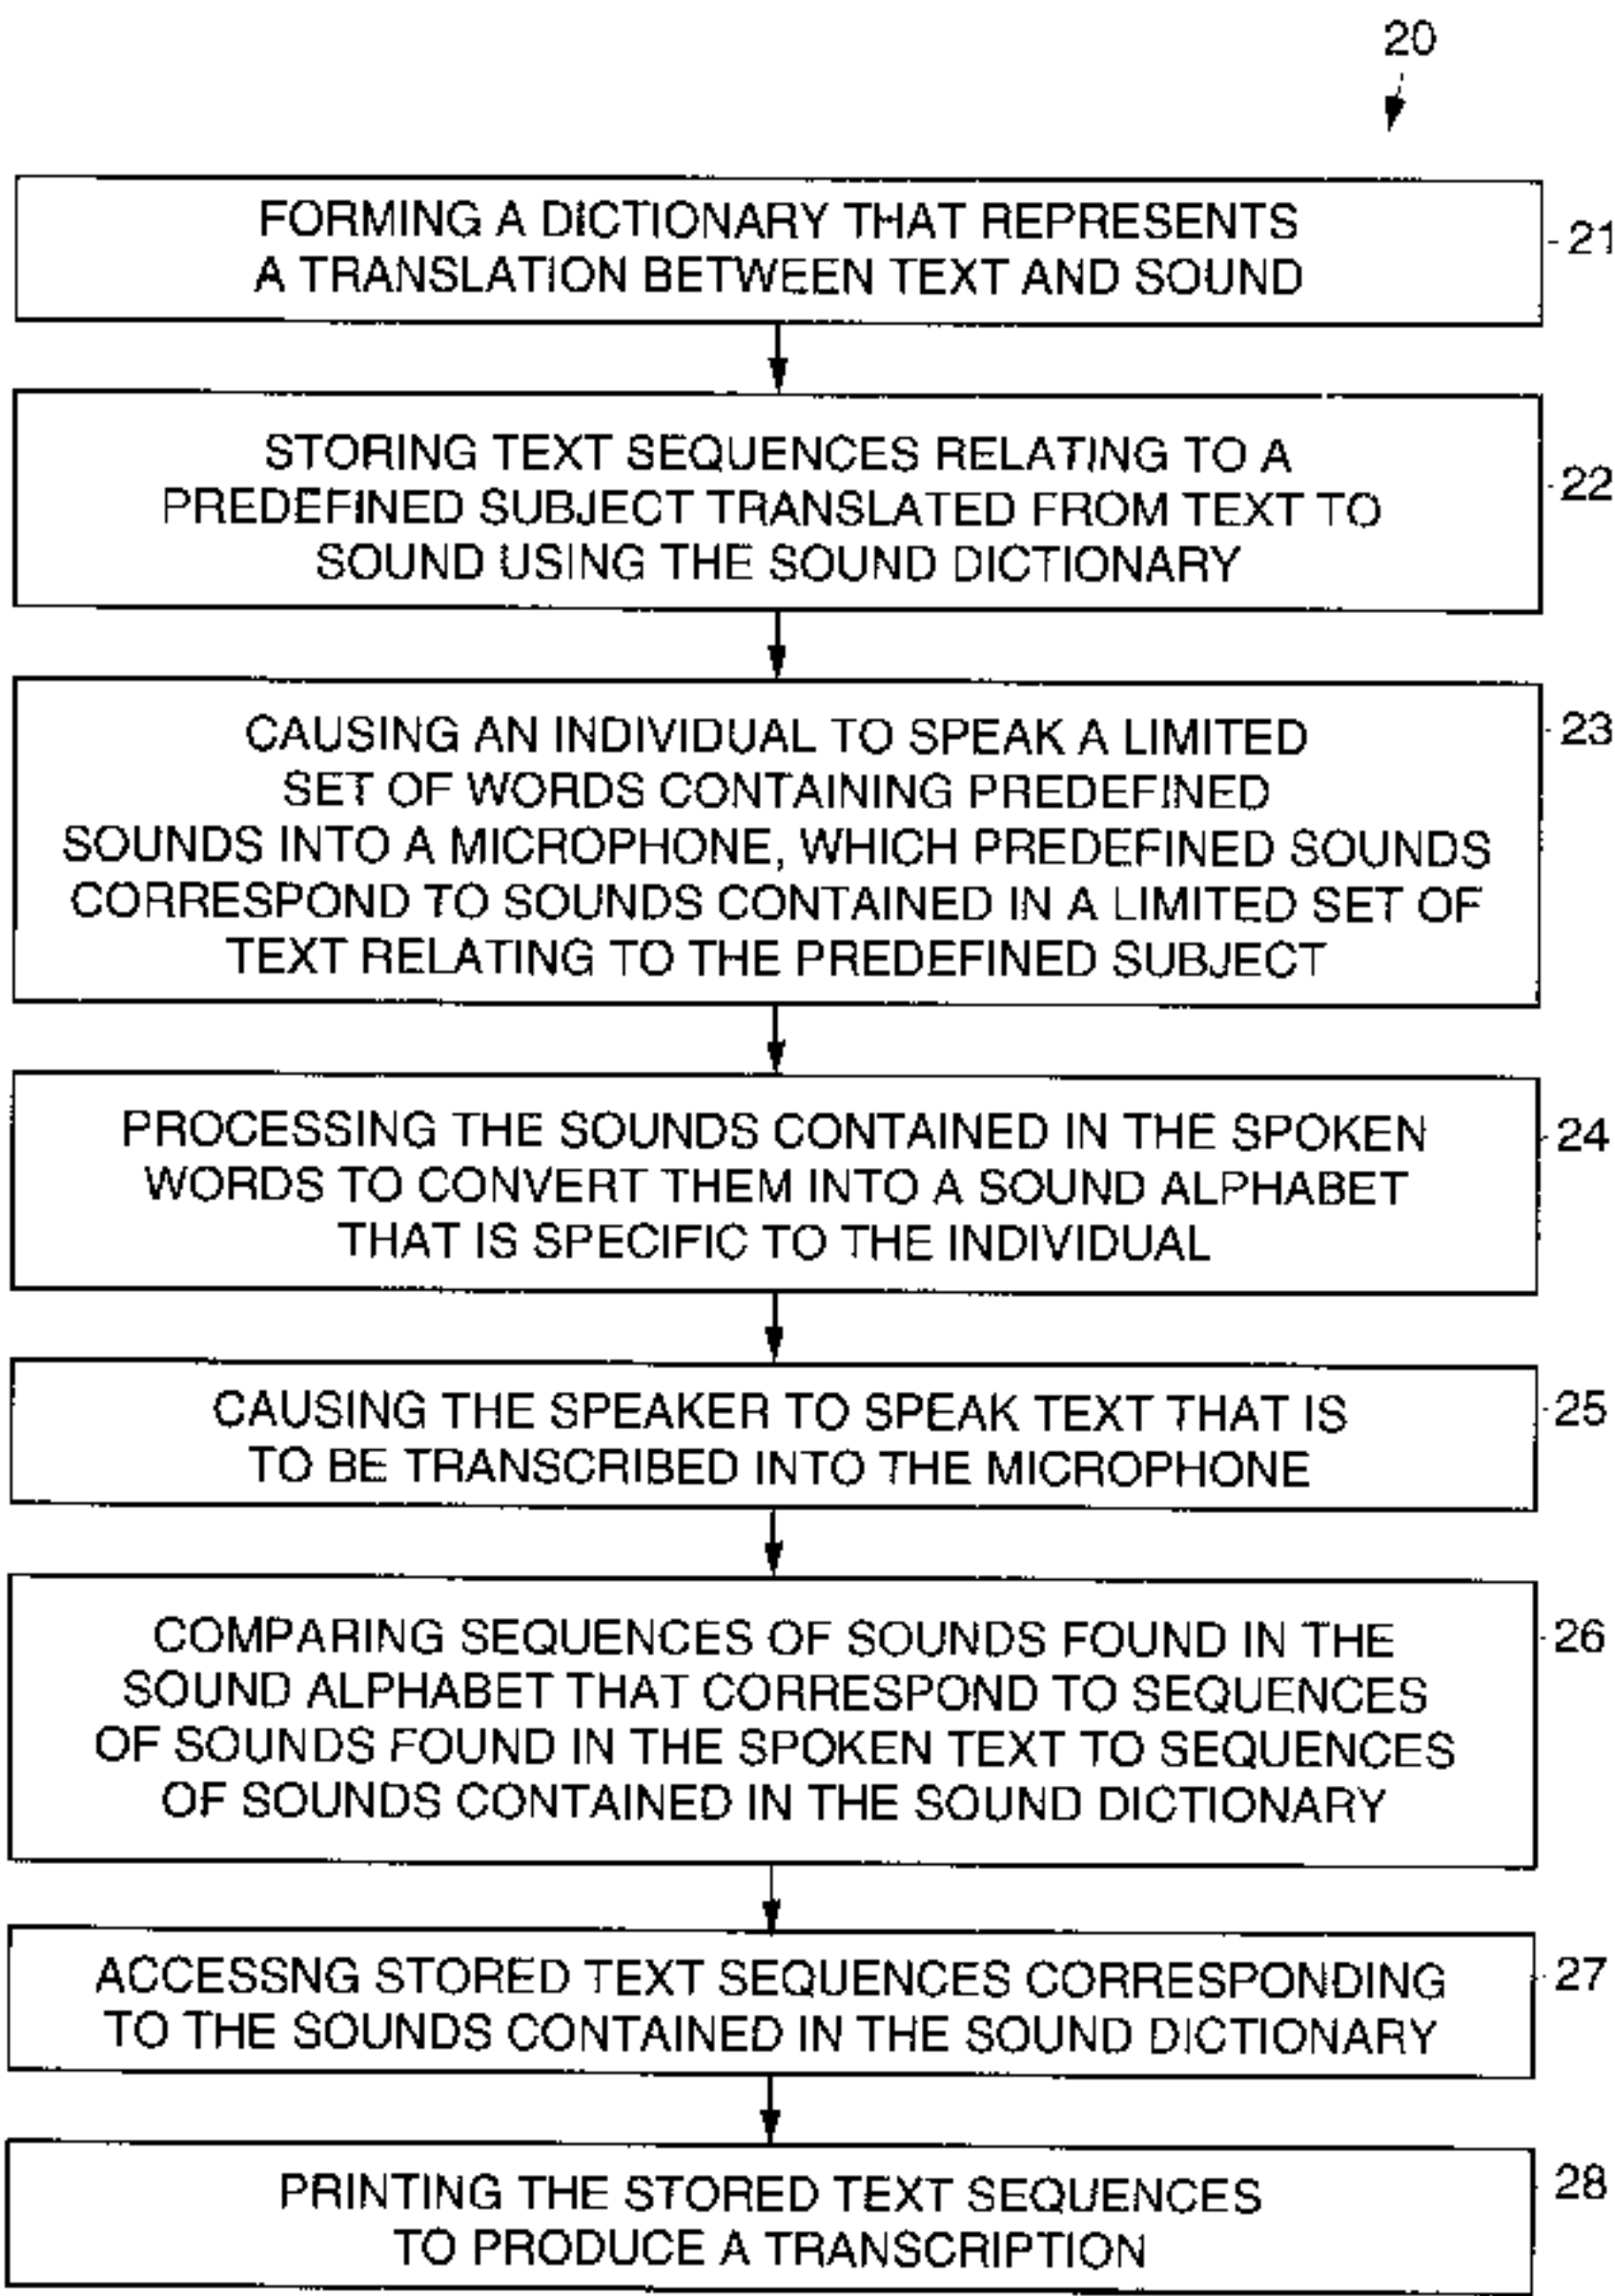 20
FORMING A DICTIONARY THAT REPRESENTS
A TRANSLATION BETWEEN TEXT AND SOUND
21
STORING TEXT SEQUENCES RELATING TO A
PREDEFINED SUBJECT TRANSLATED FROM TEXT TO
SOUND USING THE SOUND DICTIONARY
22
CAUSING AN INDIVIDUAL TO SPEAK A LIMITED
SET OF WORDS CONTAINING PREDEFINED
SOUNDS INTO A MICROPHONE, WHICH PREDEFINED SOUNDS
CORRESPOND TO SOUNDS CONTAINED IN A LIMITED SET OF
TEXT RELATING TO THE PREDEFINED SUBJECT
23
PROCESSING THE SOUNDS CONTAINED IN THE SPOKEN
WORDS TO CONVERT THEM INTO A SOUND ALPHABET
THAT IS SPECIFIC TO THE INDIVIDUAL
24
CAUSING THE SPEAKER TO SPEAK TEXT THAT IS
TO BE TRANSCRIBED INTO THE MICROPHONE
25
COMPARING SEQUENCES OF SOUNDS FOUND IN THE
SOUND ALPHABET THAT CORRESPOND TO SEQUENCES
OF SOUNDS FOUND IN THE SPOKEN TEXT TO SEQUENCES
OF SOUNDS CONTAINED IN THE SOUND DICTIONARY
26
ACCESSNG STORED TEXT SEQUENCES CORRESPONDING
TO THE SOUNDS CONTAINED IN THE SOUND DICTIONARY
27
PRINTING THE STORED TEXT SEQUENCES
TO PRODUCE A TRANSCRIPTION
28